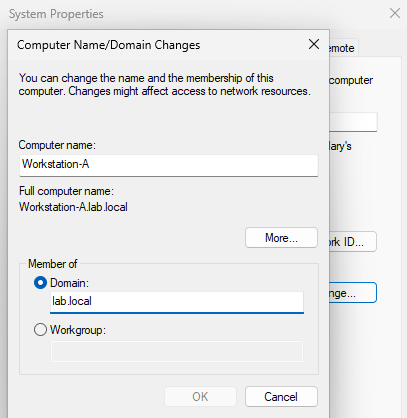 System Properties
Computer Name/Domain Changes
emote
You can change the name and the membership of this
computer. Changes might affect access to network resources.
computer
Computer name:
Workstation-A
ary's
Full computer name:
Workstation-A.lab.local
More...
rk ID...
Member of
Domain:
nge...
lab.local
Workgroup:
OK
Cancel